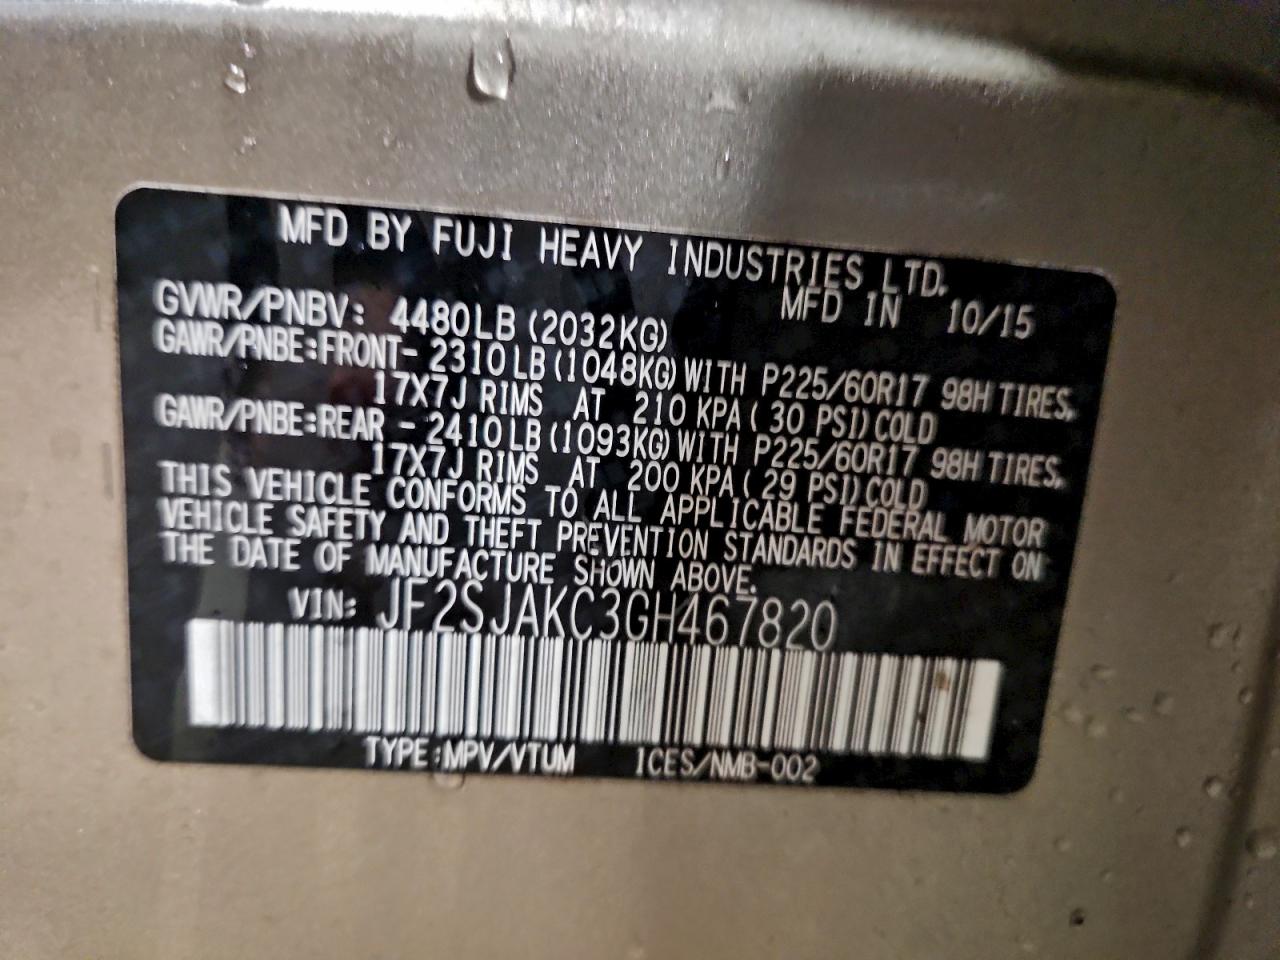 MFD BY FUJI HEAVY INDUSTRIES LTD.
MFD IN 10/15
GVWR/PNBV: 4480LB (2032KG)
GAWR/PNBE:FRONT- 2310LB (1048KG) WITH P225/60R17 98H TIRES,
17X7J RIMS AT 210 KPA ( 30 PSI) COLD
GAWR/PNBE:REAR - 2410LB (1093KG) WITH P225/60R17 98H TIRES,
17X7J RIMS AT 200 KPA ( 29 PSI) COLD
THIS VEHICLE CONFORMS TO ALL APPLICABLE FEDERAL MOTOR
VEHICLE SAFETY AND THEFT PREVENTION STANDARDS IN EFFECT ON
THE DATE OF MANUFACTURE SHOWN ABOVE.
VIN: JF2SJAKC3GH467820
TYPE:MPV/VTUM ICES/NMB-002